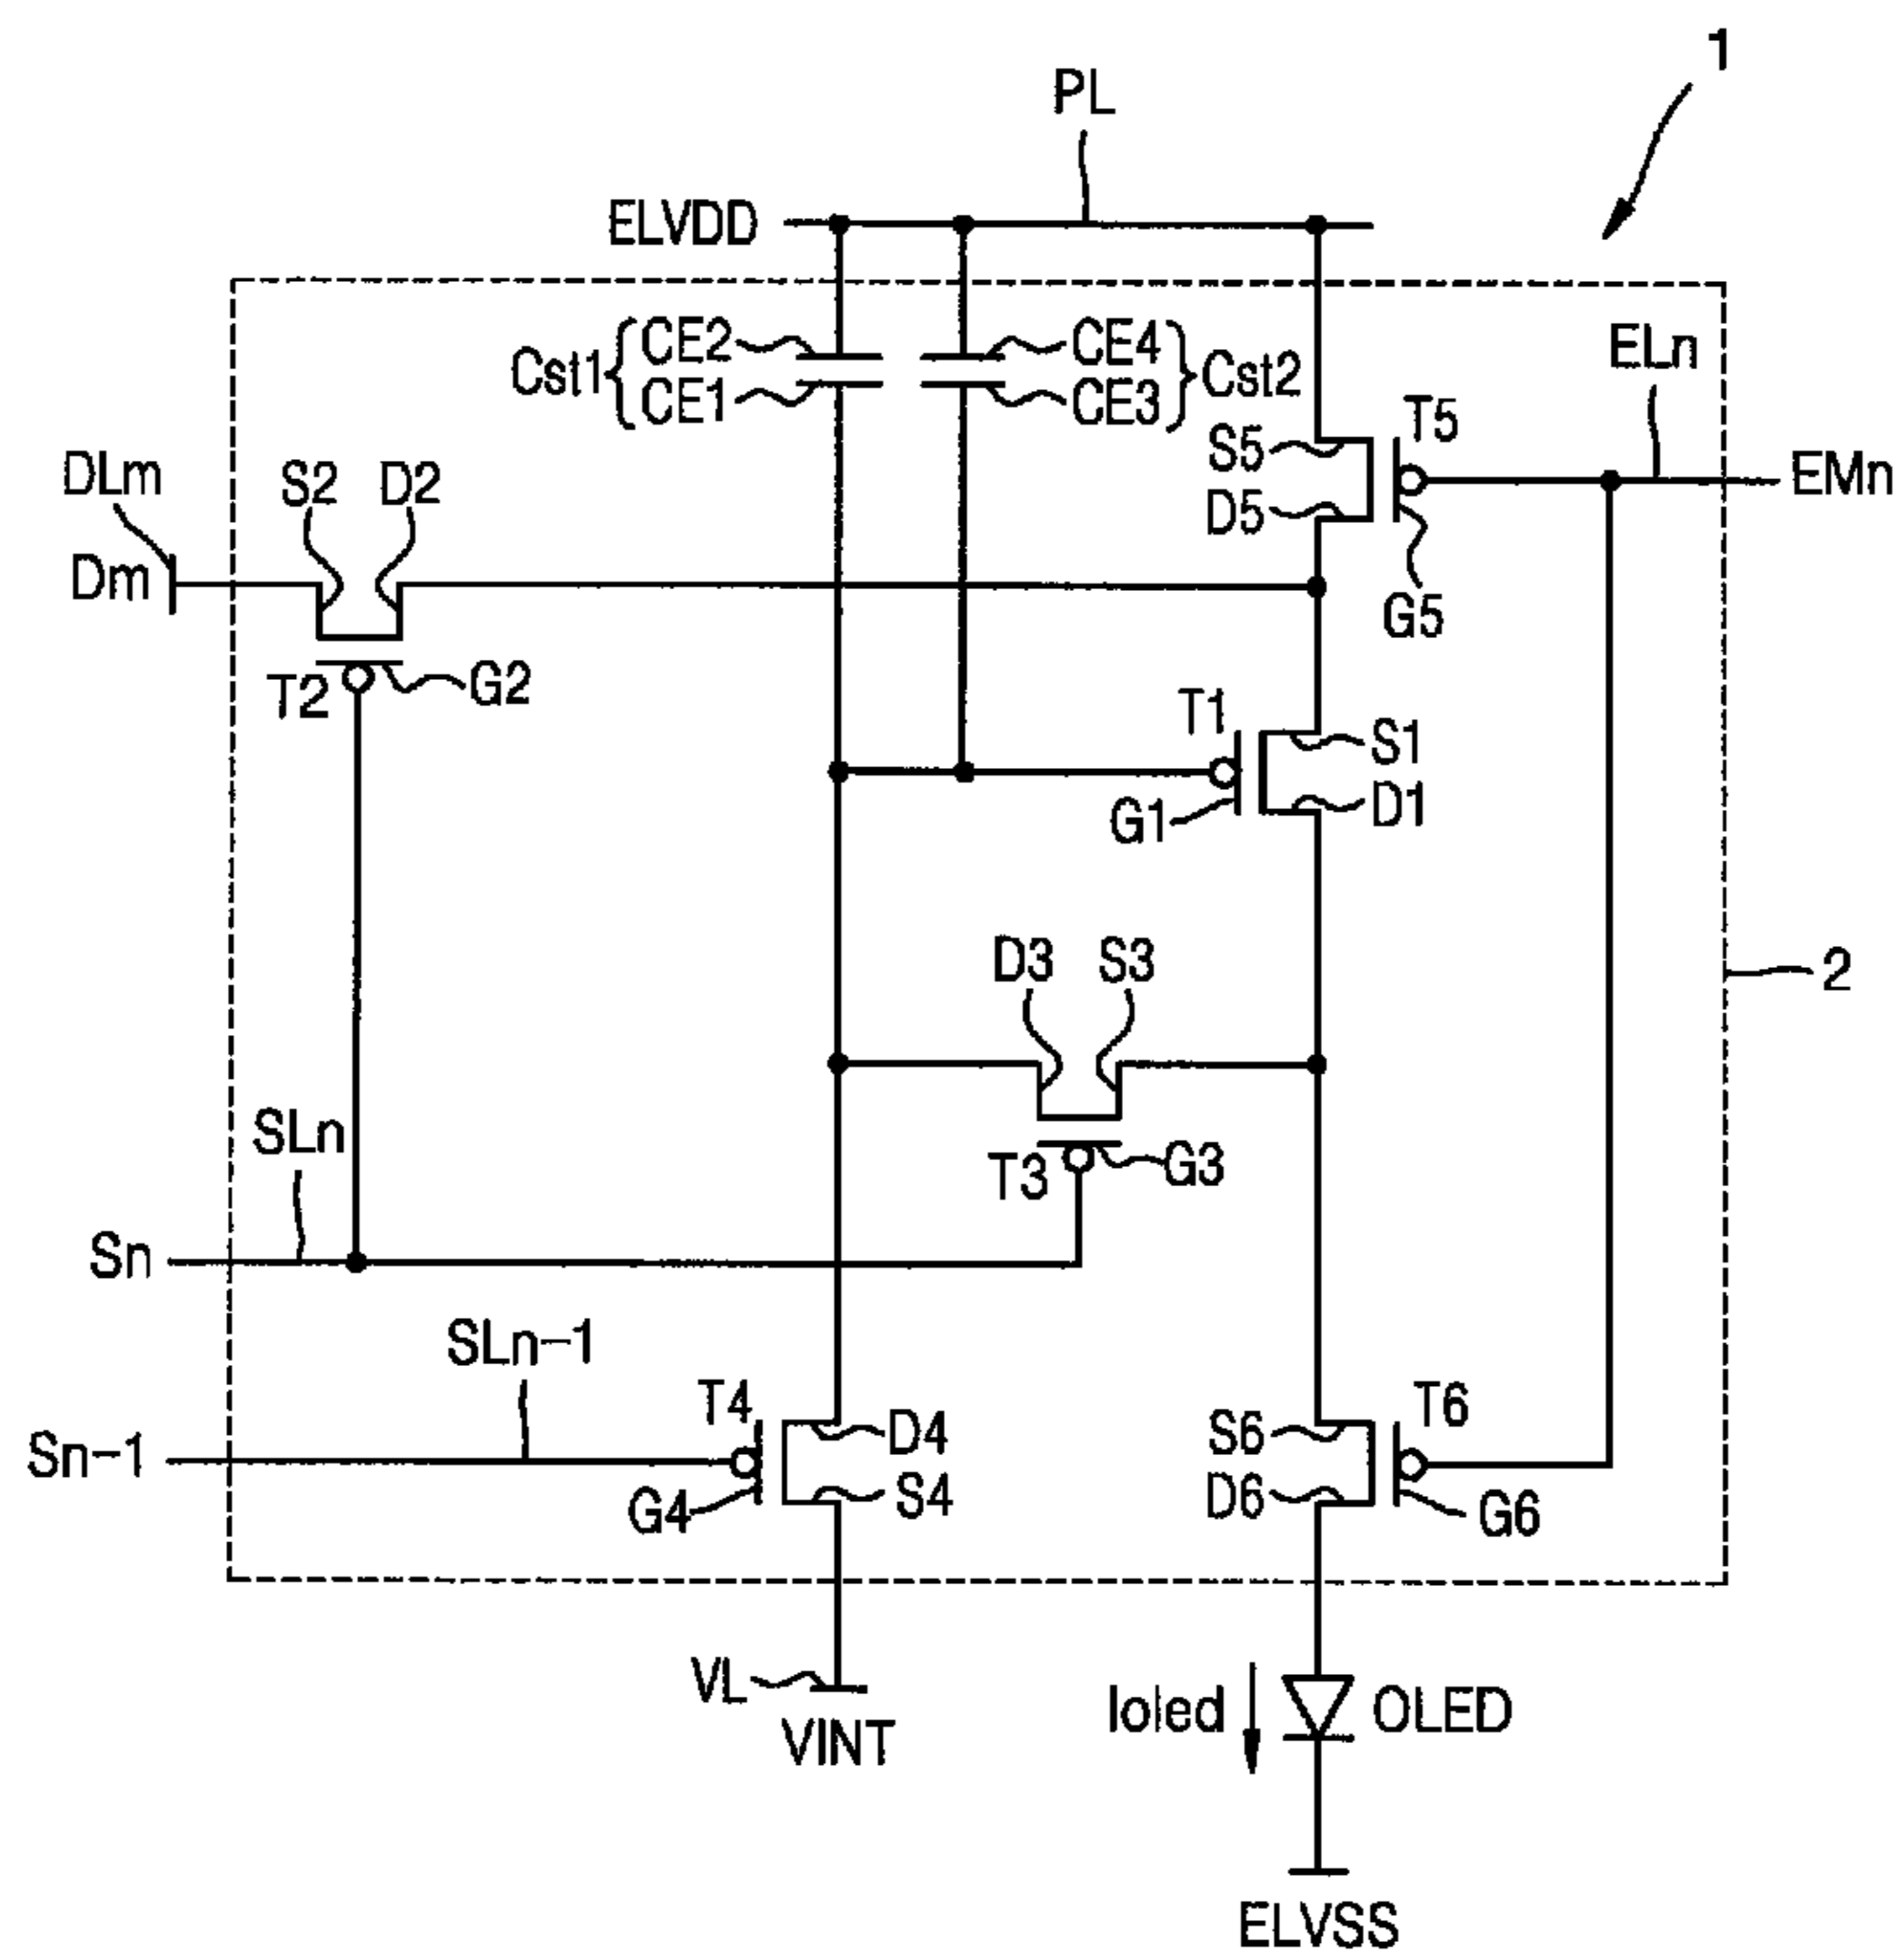 1
PL
ELVDD
Cst1 { CE2 CE4 } Cst2
CE1 CE3
ELn
T5
S5
D5
G5
EMn
DLm
S2 D2
Dm
T2 G2
T1
S1
G1 D1
D3 S3
2
SLn
T3 G3
Sn
SLn-1
T4 D4
Sn-1
G4 S4
S6 T6
D6 G6
VL
VINT
Ioled OLED
ELVSS